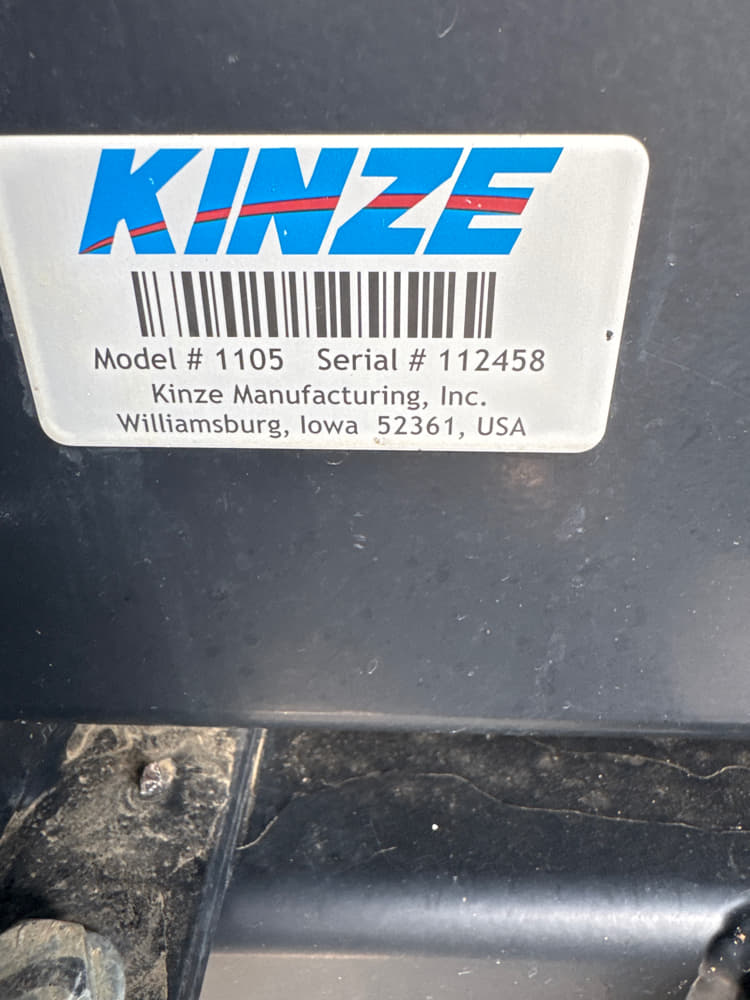 KINZE
Model # 1105 Serial # 112458
Kinze Manufacturing, Inc.
Williamsburg, Iowa 52361, USA